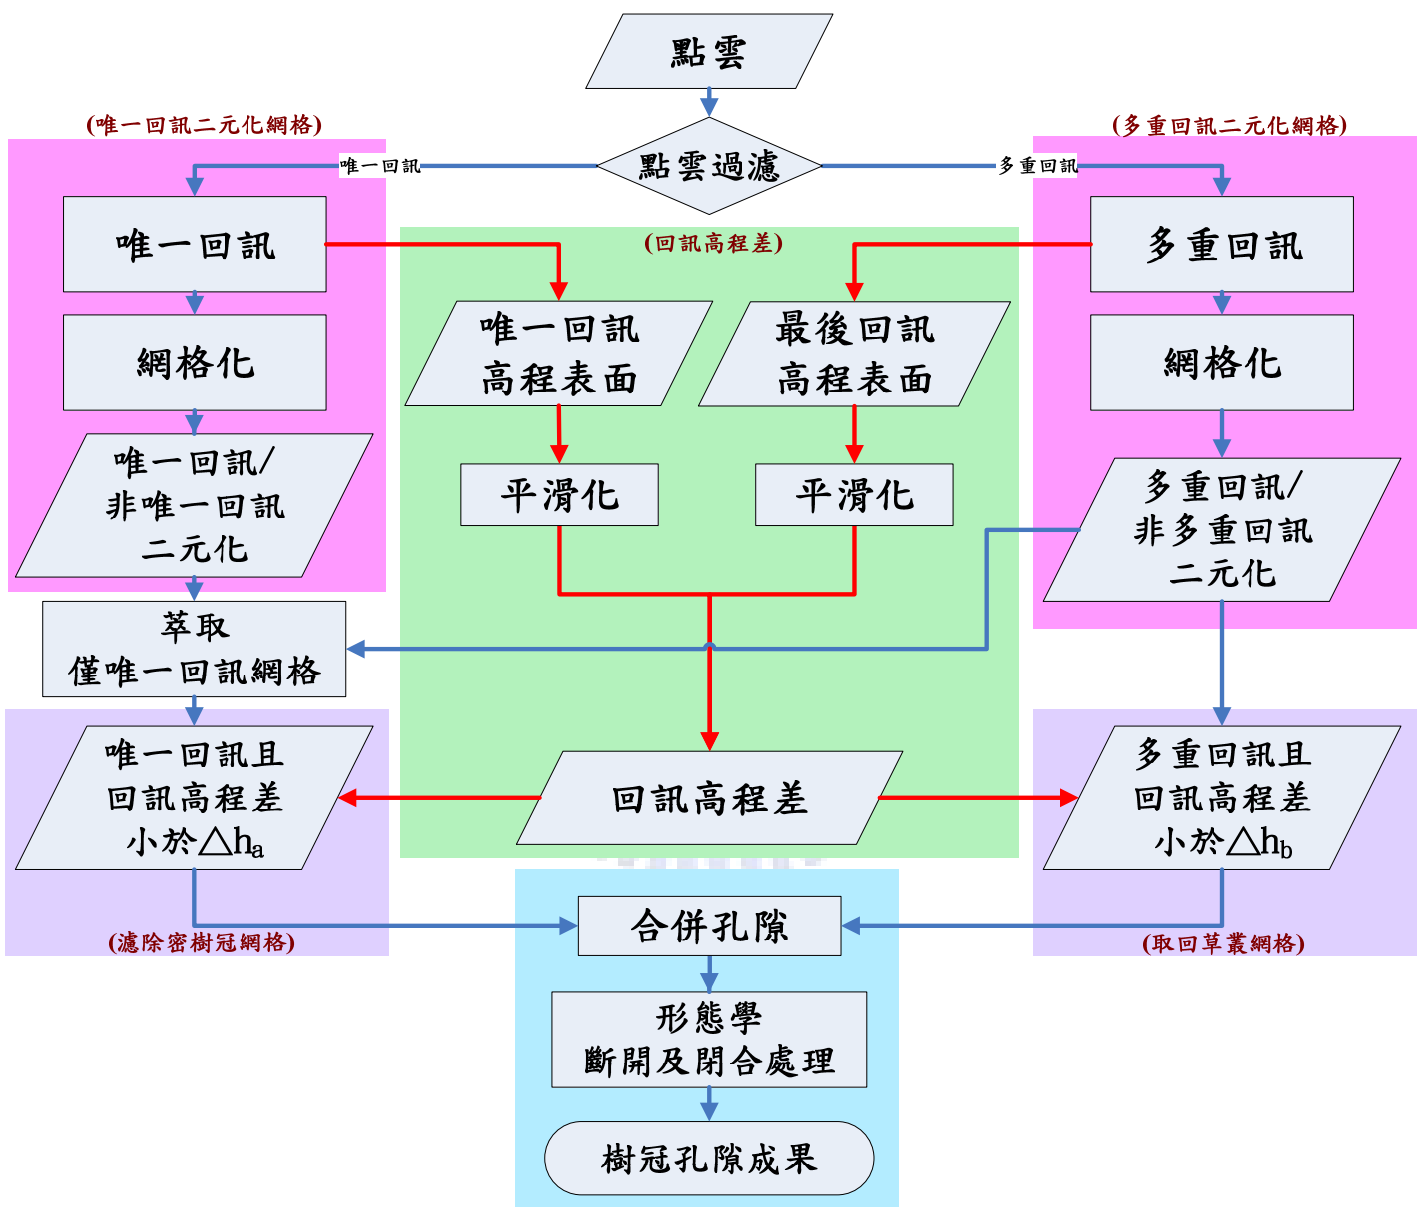 點雲
(唯一回訊二元化網格)
(多重回訊二元化網格)
唯一回訊
點雲過濾
多重回訊
唯一回訊
(回訊高程差)
多重回訊
唯一回訊
高程表面
最後回訊
高程表面
網格化
網格化
唯一回訊/
非唯一回訊
二元化
平滑化
平滑化
多重回訊/
非多重回訊
二元化
萃取
僅唯一回訊網格
唯一回訊且
回訊高程差
小於△ha
回訊高程差
多重回訊且
回訊高程差
小於△hb
(濾除密樹冠網格)
合併孔隙
(取回草叢網格)
形態學
斷開及閉合處理
樹冠孔隙成果